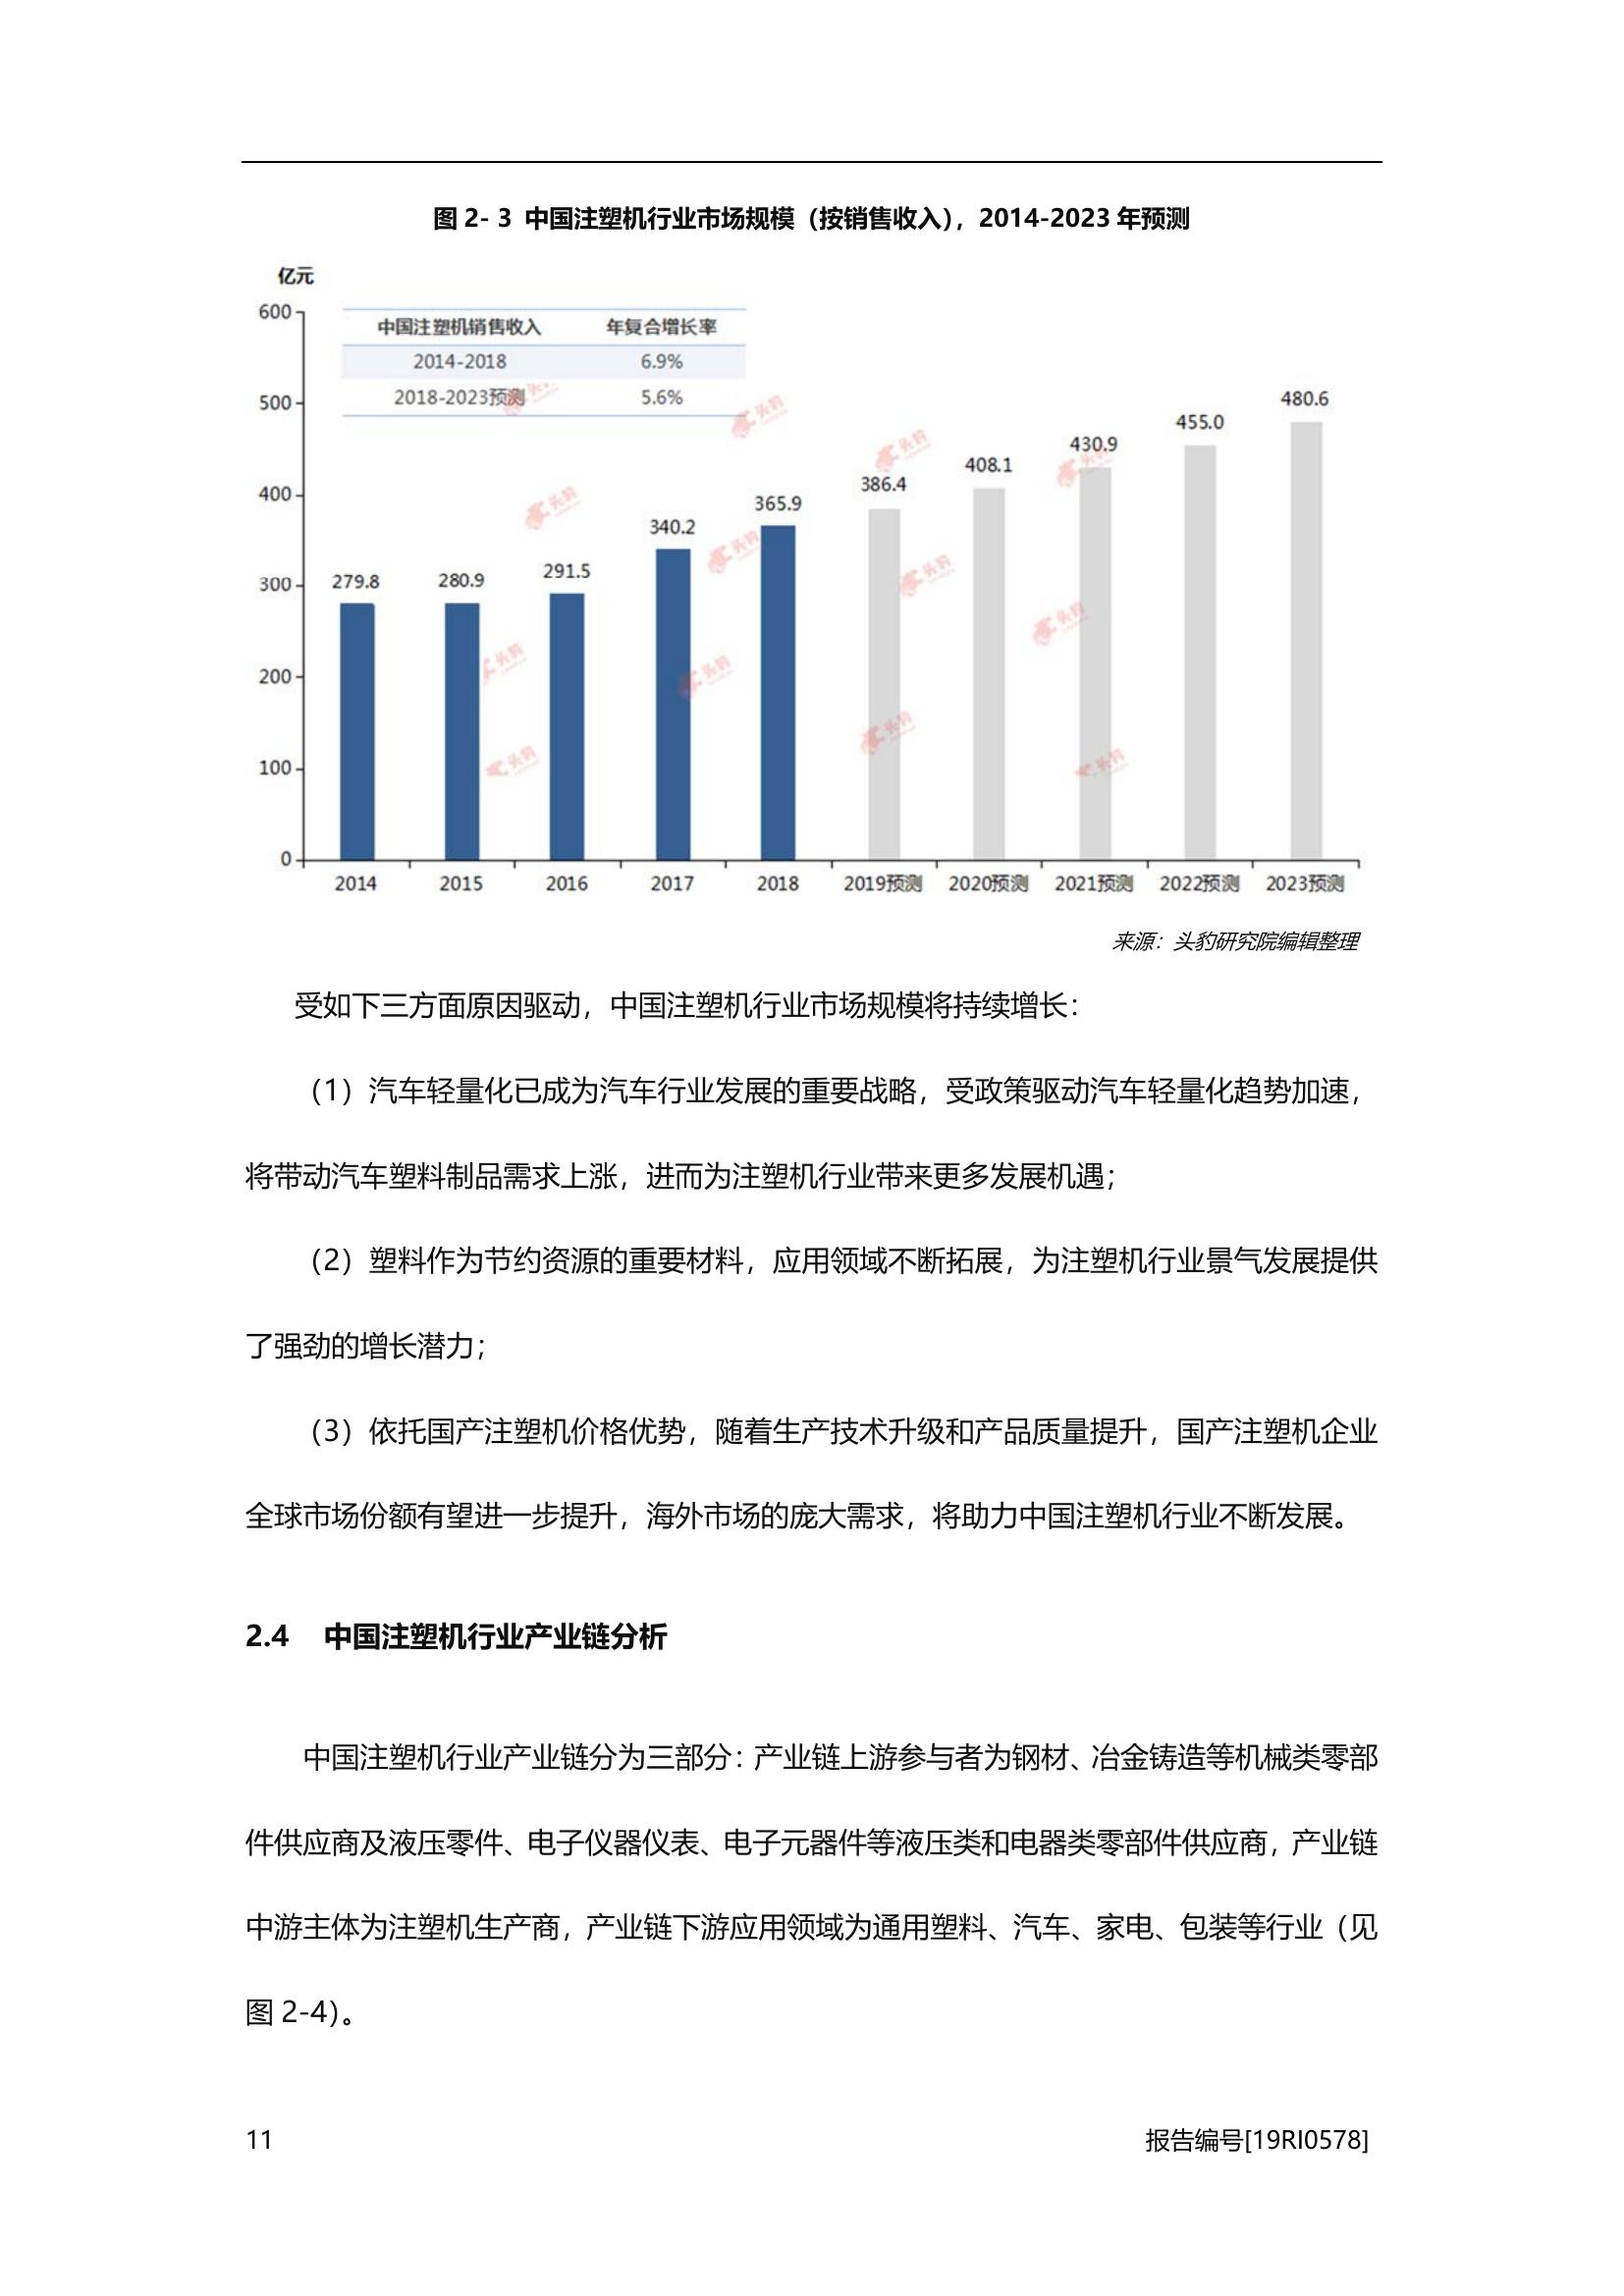 图 2- 3 中国注塑机行业市场规模（按销售收入），2014-2023 年预测
亿元
600
500
400
300
200
100
0
中国注塑机销售收入 年复合增长率
2014-2018 6.9%
2018-2023预测 5.6%
279.8 280.9 291.5 340.2 365.9 386.4 408.1 430.9 455.0 480.6
2014 2015 2016 2017 2018 2019预测 2020预测 2021预测 2022预测 2023预测
头豹
来源：头豹研究院编辑整理
受如下三方面原因驱动，中国注塑机行业市场规模将持续增长：
（1）汽车轻量化已成为汽车行业发展的重要战略，受政策驱动汽车轻量化趋势加速，
将带动汽车塑料制品需求上涨，进而为注塑机行业带来更多发展机遇；
（2）塑料作为节约资源的重要材料，应用领域不断拓展，为注塑机行业景气发展提供
了强劲的增长潜力；
（3）依托国产注塑机价格优势，随着生产技术升级和产品质量提升，国产注塑机企业
全球市场份额有望进一步提升，海外市场的庞大需求，将助力中国注塑机行业不断发展。
2.4 中国注塑机行业产业链分析
中国注塑机行业产业链分为三部分：产业链上游参与者为钢材、冶金铸造等机械类零部
件供应商及液压零件、电子仪器仪表、电子元器件等液压类和电器类零部件供应商，产业链
中游主体为注塑机生产商，产业链下游应用领域为通用塑料、汽车、家电、包装等行业（见
图 2-4）。
11 报告编号[19RI0578]